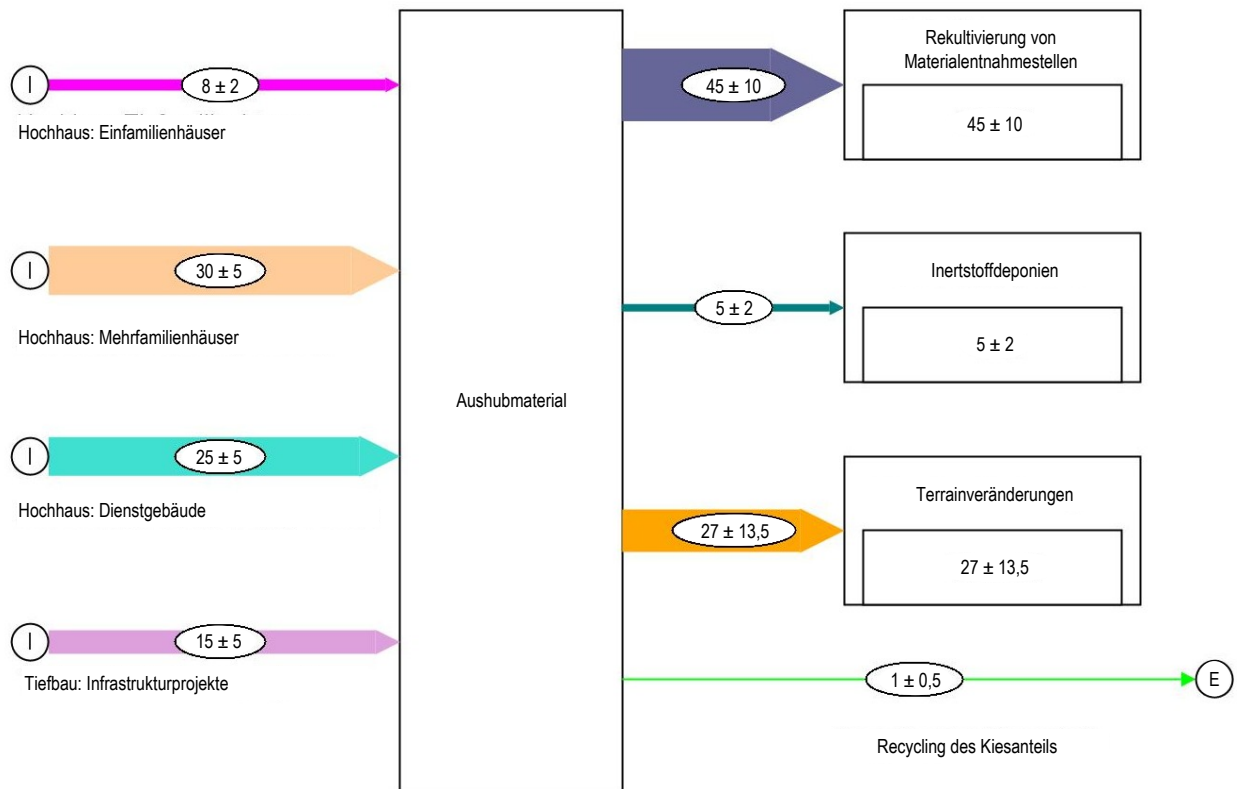 I
8 ± 2
Hochhaus: Einfamilienhäuser
I
30 ± 5
Hochhaus: Mehrfamilienhäuser
I
25 ± 5
Hochhaus: Dienstgebäude
I
15 ± 5
Tiefbau: Infrastrukturprojekte
Aushubmaterial
45 ± 10
Rekultivierung von
Materialentnahmestellen
45 ± 10
5 ± 2
Inertstoffdeponien
5 ± 2
27 ± 13,5
Terrainveränderungen
27 ± 13,5
1 ± 0,5
E
Recycling des Kiesanteils